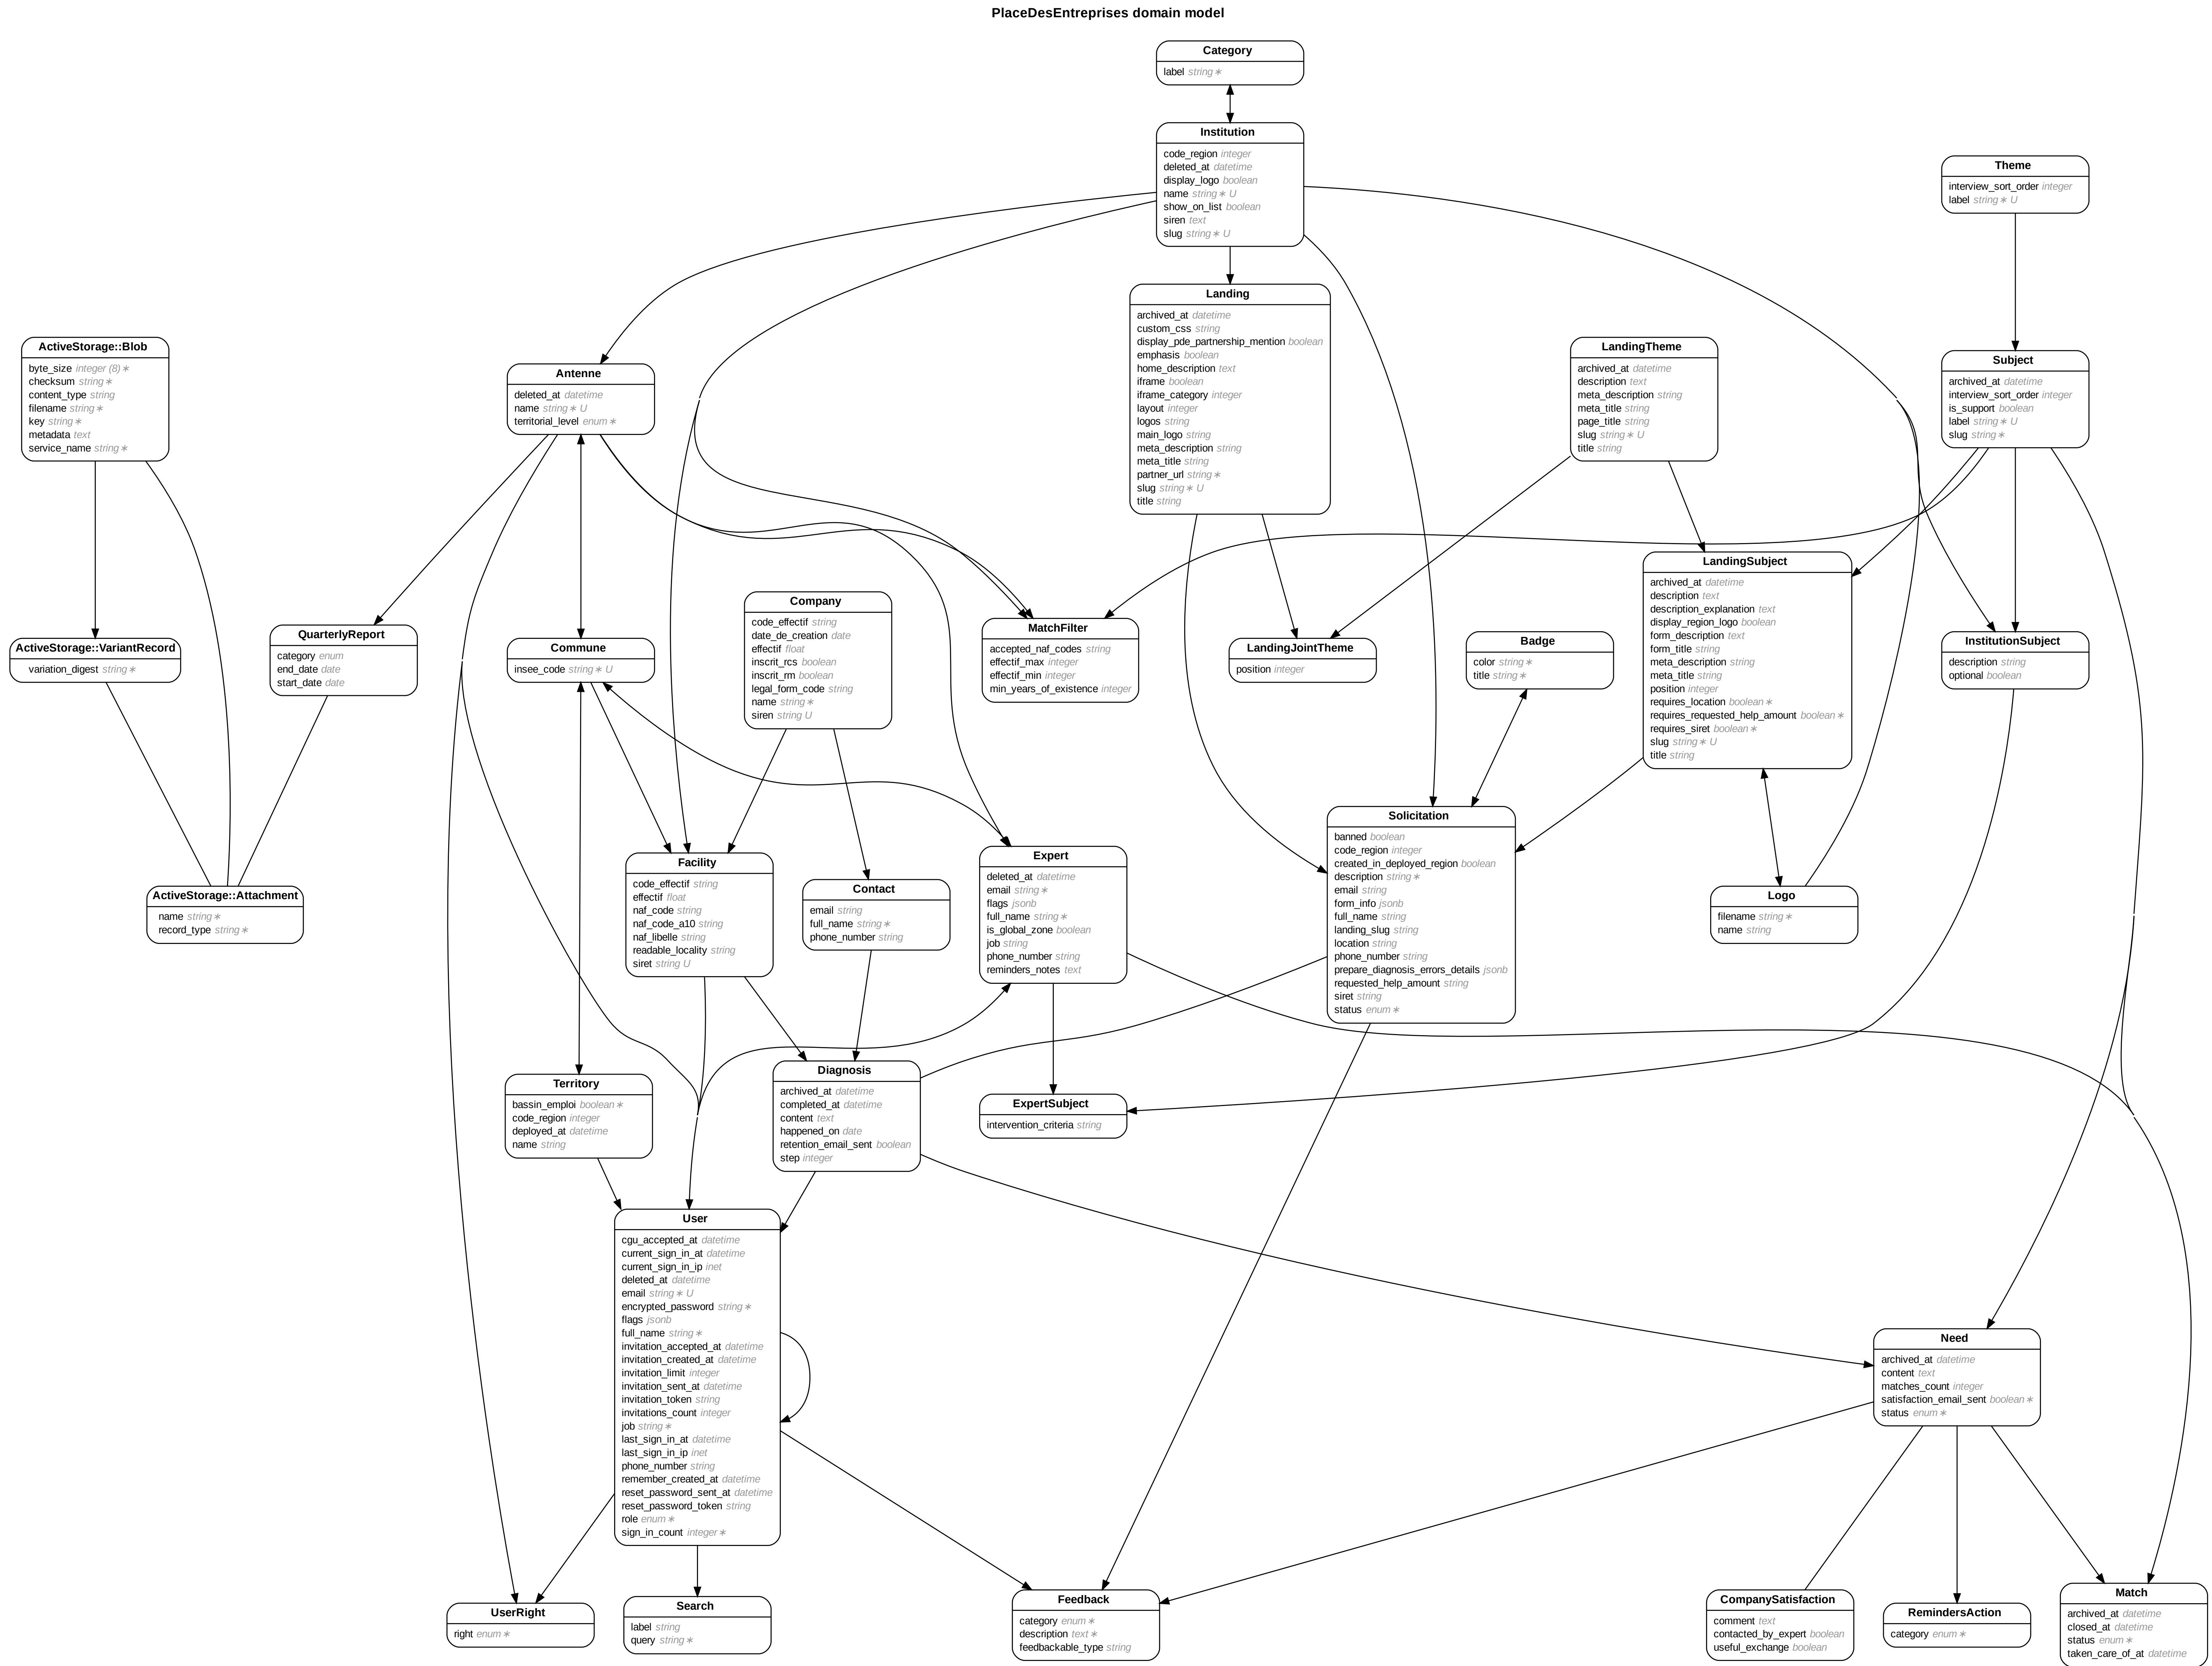 PlaceDesEntreprises domain model
Category
label string∗
Institution
code_region integer
deleted_at datetime
display_logo boolean
name string∗ U
show_on_list boolean
siren text
slug string∗ U
Theme
interview_sort_order integer
label string∗ U
Landing
archived_at datetime
custom_css string
display_pde_partnership_mention boolean
emphasis boolean
home_description text
iframe boolean
iframe_category integer
layout integer
logos string
main_logo string
meta_description string
meta_title string
partner_url string∗
slug string∗ U
title string
ActiveStorage::Blob
byte_size integer (8)∗
checksum string∗
content_type string
filename string∗
key string∗
metadata text
service_name string∗
Antenne
deleted_at datetime
name string∗ U
territorial_level enum∗
LandingTheme
archived_at datetime
description text
meta_description string
meta_title string
page_title string
slug string∗ U
title string
Subject
archived_at datetime
interview_sort_order integer
is_support boolean
label string∗ U
slug string∗
LandingSubject
archived_at datetime
description text
description_explanation text
display_region_logo boolean
form_description text
form_title string
meta_description string
meta_title string
position integer
requires_location boolean∗
requires_requested_help_amount boolean∗
requires_siret boolean∗
slug string∗ U
title string
ActiveStorage::VariantRecord
variation_digest string∗
QuarterlyReport
category enum
end_date date
start_date date
Commune
insee_code string∗ U
Company
code_effectif string
date_de_creation date
effectif float
inscrit_rcs boolean
inscrit_rm boolean
legal_form_code string
name string∗
siren string U
MatchFilter
accepted_naf_codes string
effectif_max integer
effectif_min integer
min_years_of_existence integer
LandingJointTheme
position integer
Badge
color string∗
title string∗
InstitutionSubject
description string
optional boolean
Solicitation
banned boolean
code_region integer
created_in_deployed_region boolean
description string∗
email string
form_info jsonb
full_name string
landing_slug string
location string
phone_number string
prepare_diagnosis_errors_details jsonb
requested_help_amount string
siret string
status enum∗
ActiveStorage::Attachment
name string∗
record_type string∗
Facility
code_effectif string
effectif float
naf_code string
naf_code_a10 string
naf_libelle string
readable_locality string
siret string U
Contact
email string
full_name string∗
phone_number string
Expert
deleted_at datetime
email string∗
flags jsonb
full_name string∗
is_global_zone boolean
job string
phone_number string∗
reminders_notes text
Logo
filename string∗
name string
Territory
bassin_emploi boolean∗
code_region integer
deployed_at datetime
name string
Diagnosis
archived_at datetime
completed_at datetime
content text
happened_on date
retention_email_sent boolean
step integer
ExpertSubject
intervention_criteria string
User
cgu_accepted_at datetime
current_sign_in_at datetime
current_sign_in_ip inet
deleted_at datetime
email string∗ U
encrypted_password string∗
flags jsonb
full_name string∗
invitation_accepted_at datetime
invitation_created_at datetime
invitation_limit integer
invitation_sent_at datetime
invitation_token string
invitations_count integer
job string∗
last_sign_in_at datetime
last_sign_in_ip inet
phone_number string
remember_created_at datetime
reset_password_sent_at datetime
reset_password_token string
role enum∗
sign_in_count integer∗
Need
archived_at datetime
content text
matches_count integer
satisfaction_email_sent boolean∗
status enum∗
UserRight
right enum∗
Search
label string
query string∗
Feedback
category enum∗
description text∗
feedbackable_type string
CompanySatisfaction
comment text
contacted_by_expert boolean
useful_exchange boolean
RemindersAction
category enum∗
Match
archived_at datetime
closed_at datetime
status enum∗
taken_care_of_at datetime